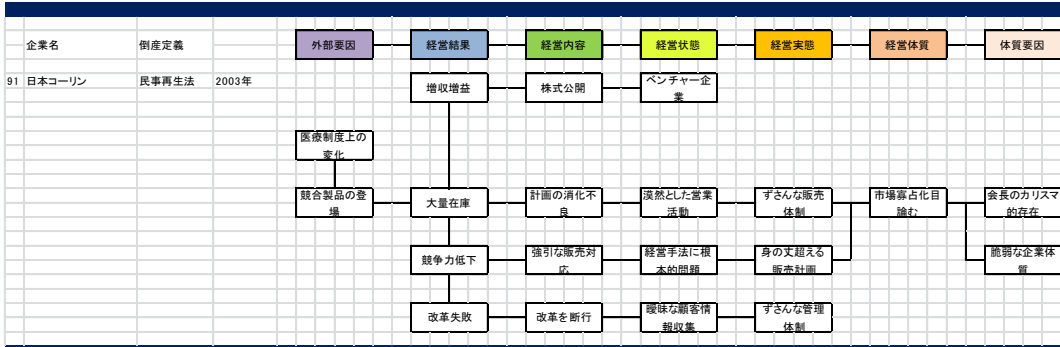 企業名 倒産定義 外部要因 経営結果 経営内容 経営状態 経営実態 経営体質 体質要因
91 日本コーリン 民事再生法 2003年 増収増益 株式公開 ベンチャー企
業
医療制度上の
変化
競合製品の登
場
大量在庫
計画の消化不
良
漠然とした営業
活動
ずさんな販売
体制
市場寡占化目
論む
会長のカリスマ
的存在
競争力低下
強引な販売対
応
経営手法に根
本的問題
身の丈超える
販売計画
脆弱な企業体
質
改革失敗
改革を断行
曖昧な顧客情
報収集
ずさんな管理
体制